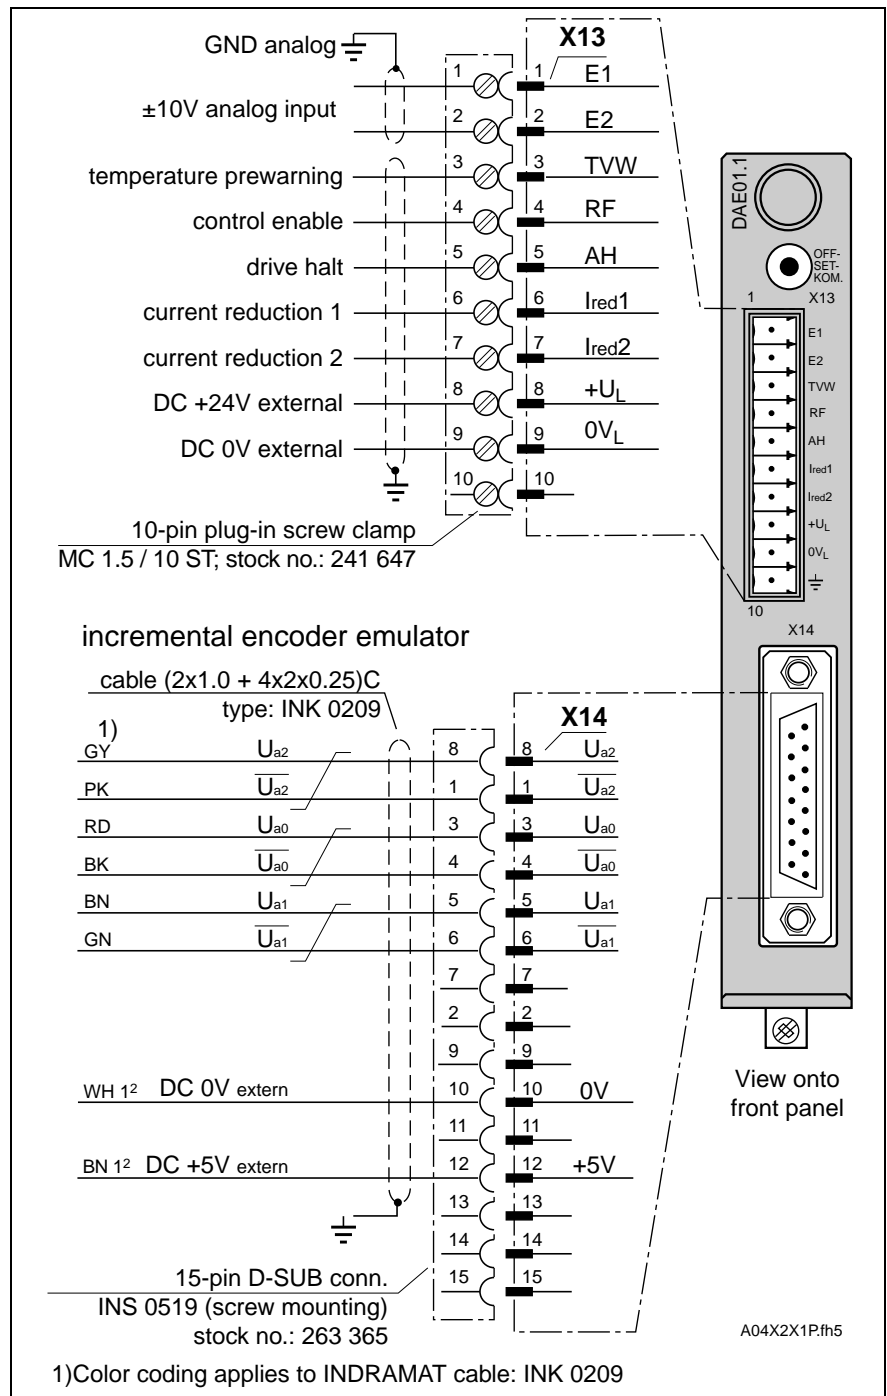 GND analog
X13
1 1 E1
±10V analog input
2 2 E2
temperature prewarning 3 3 TVW
control enable 4 4 RF
drive halt 5 5 AH
current reduction 1 6 6 Ired1
current reduction 2 7 7 Ired2
DC +24V external 8 8 +UL
DC 0V external 9 9 0VL
10 10
10-pin plug-in screw clamp
MC 1.5 / 10 ST; stock no.: 241 647
DAE01.1
OFF-
SET-
KOM.
1 X13
E1
E2
TVW
RF
AH
Ired1
Ired2
+UL
0VL
10
X14
incremental encoder emulator
cable (2x1.0 + 4x2x0.25)C
type: INK 0209
X14
1)
GY Ua2 8 8 Ua2
PK U̅a2 1 1 U̅a2
RD Ua0 3 3 Ua0
BK U̅a0 4 4 U̅a0
BN Ua1 5 5 Ua1
GN U̅a1 6 6 U̅a1
7 7
2 2
9 9
WH 1² DC 0V extern 10 10 0V
11 11
BN 1² DC +5V extern 12 12 +5V
13 13
14 14
15 15
15-pin D-SUB conn.
INS 0519 (screw mounting)
stock no.: 263 365
View onto
front panel
A04X2X1P.fh5
1)Color coding applies to INDRAMAT cable: INK 0209